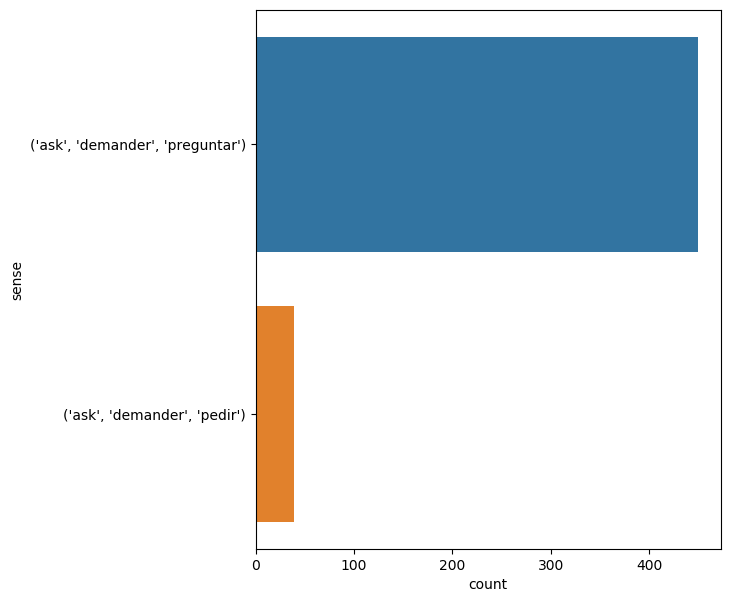 ('ask', 'demander', 'preguntar')
('ask', 'demander', 'pedir')
sense
0 100 200 300 400
count